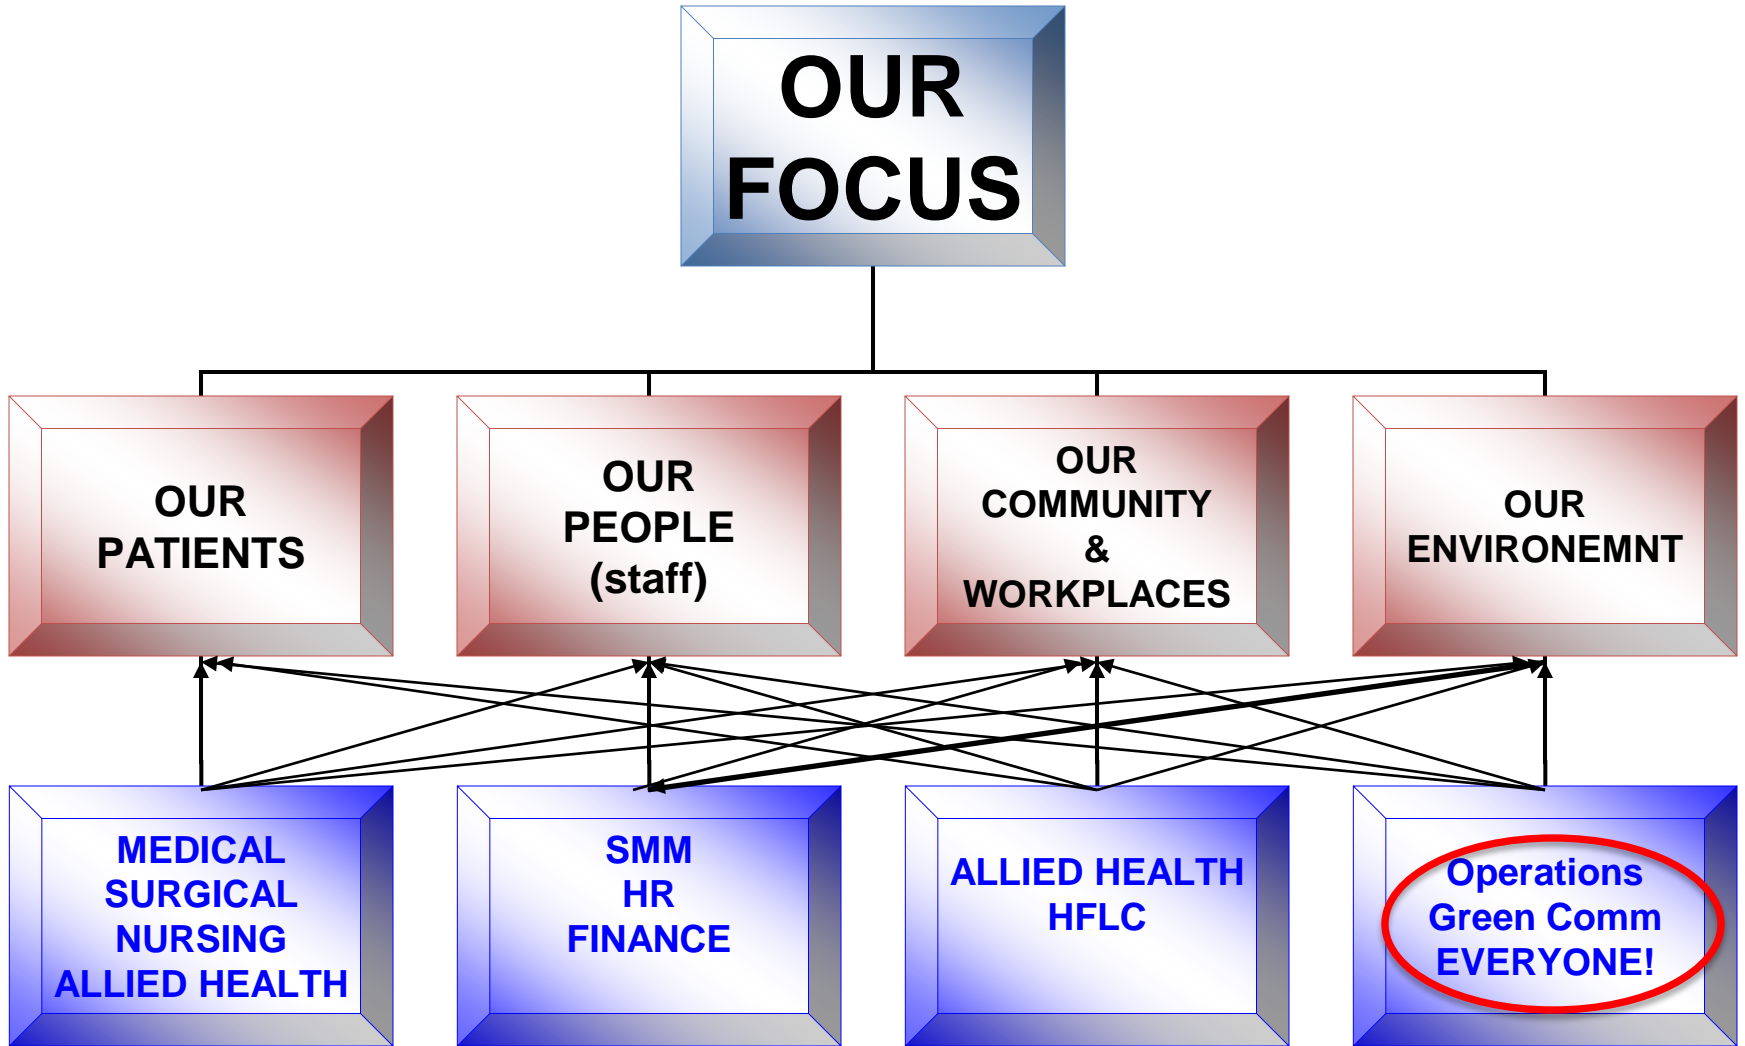 OUR
FOCUS
OUR
PATIENTS
OUR
PEOPLE
(staff)
OUR
COMMUNITY
&
WORKPLACES
OUR
ENVIRONEMNT
MEDICAL
SURGICAL
NURSING
ALLIED HEALTH
SMM
HR
FINANCE
ALLIED HEALTH
HFLC
Operations
Green Comm
EVERYONE!